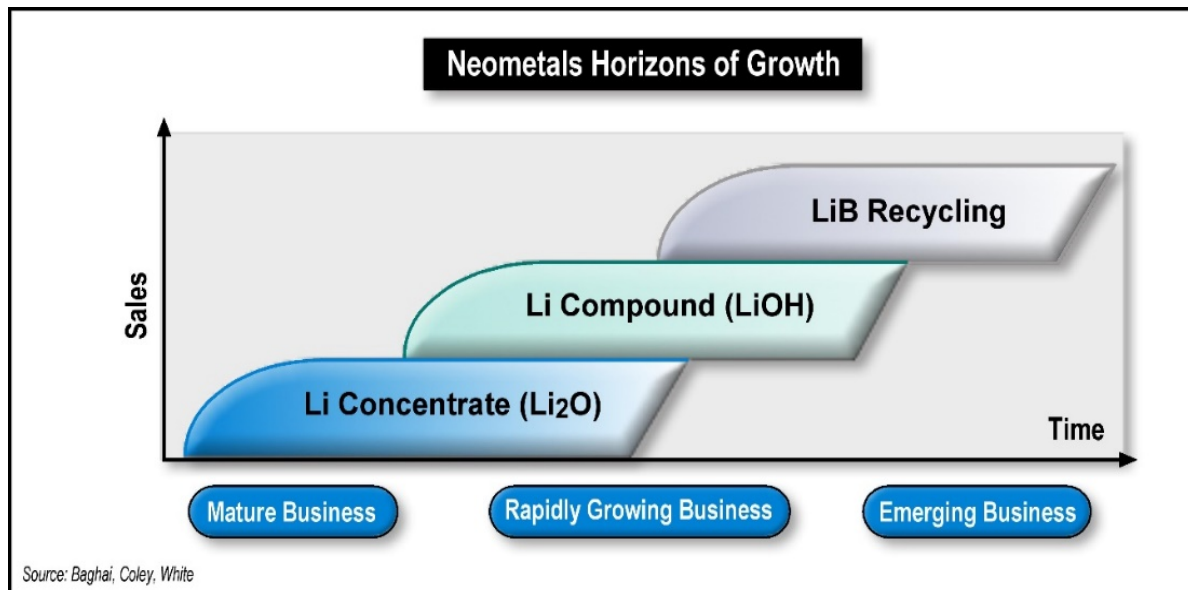 Neometals Horizons of Growth
Sales
LiB Recycling
Li Compound (LiOH)
Li Concentrate (Li₂O)
Time
Mature Business
Rapidly Growing Business
Emerging Business
Source: Baghai, Coley, White